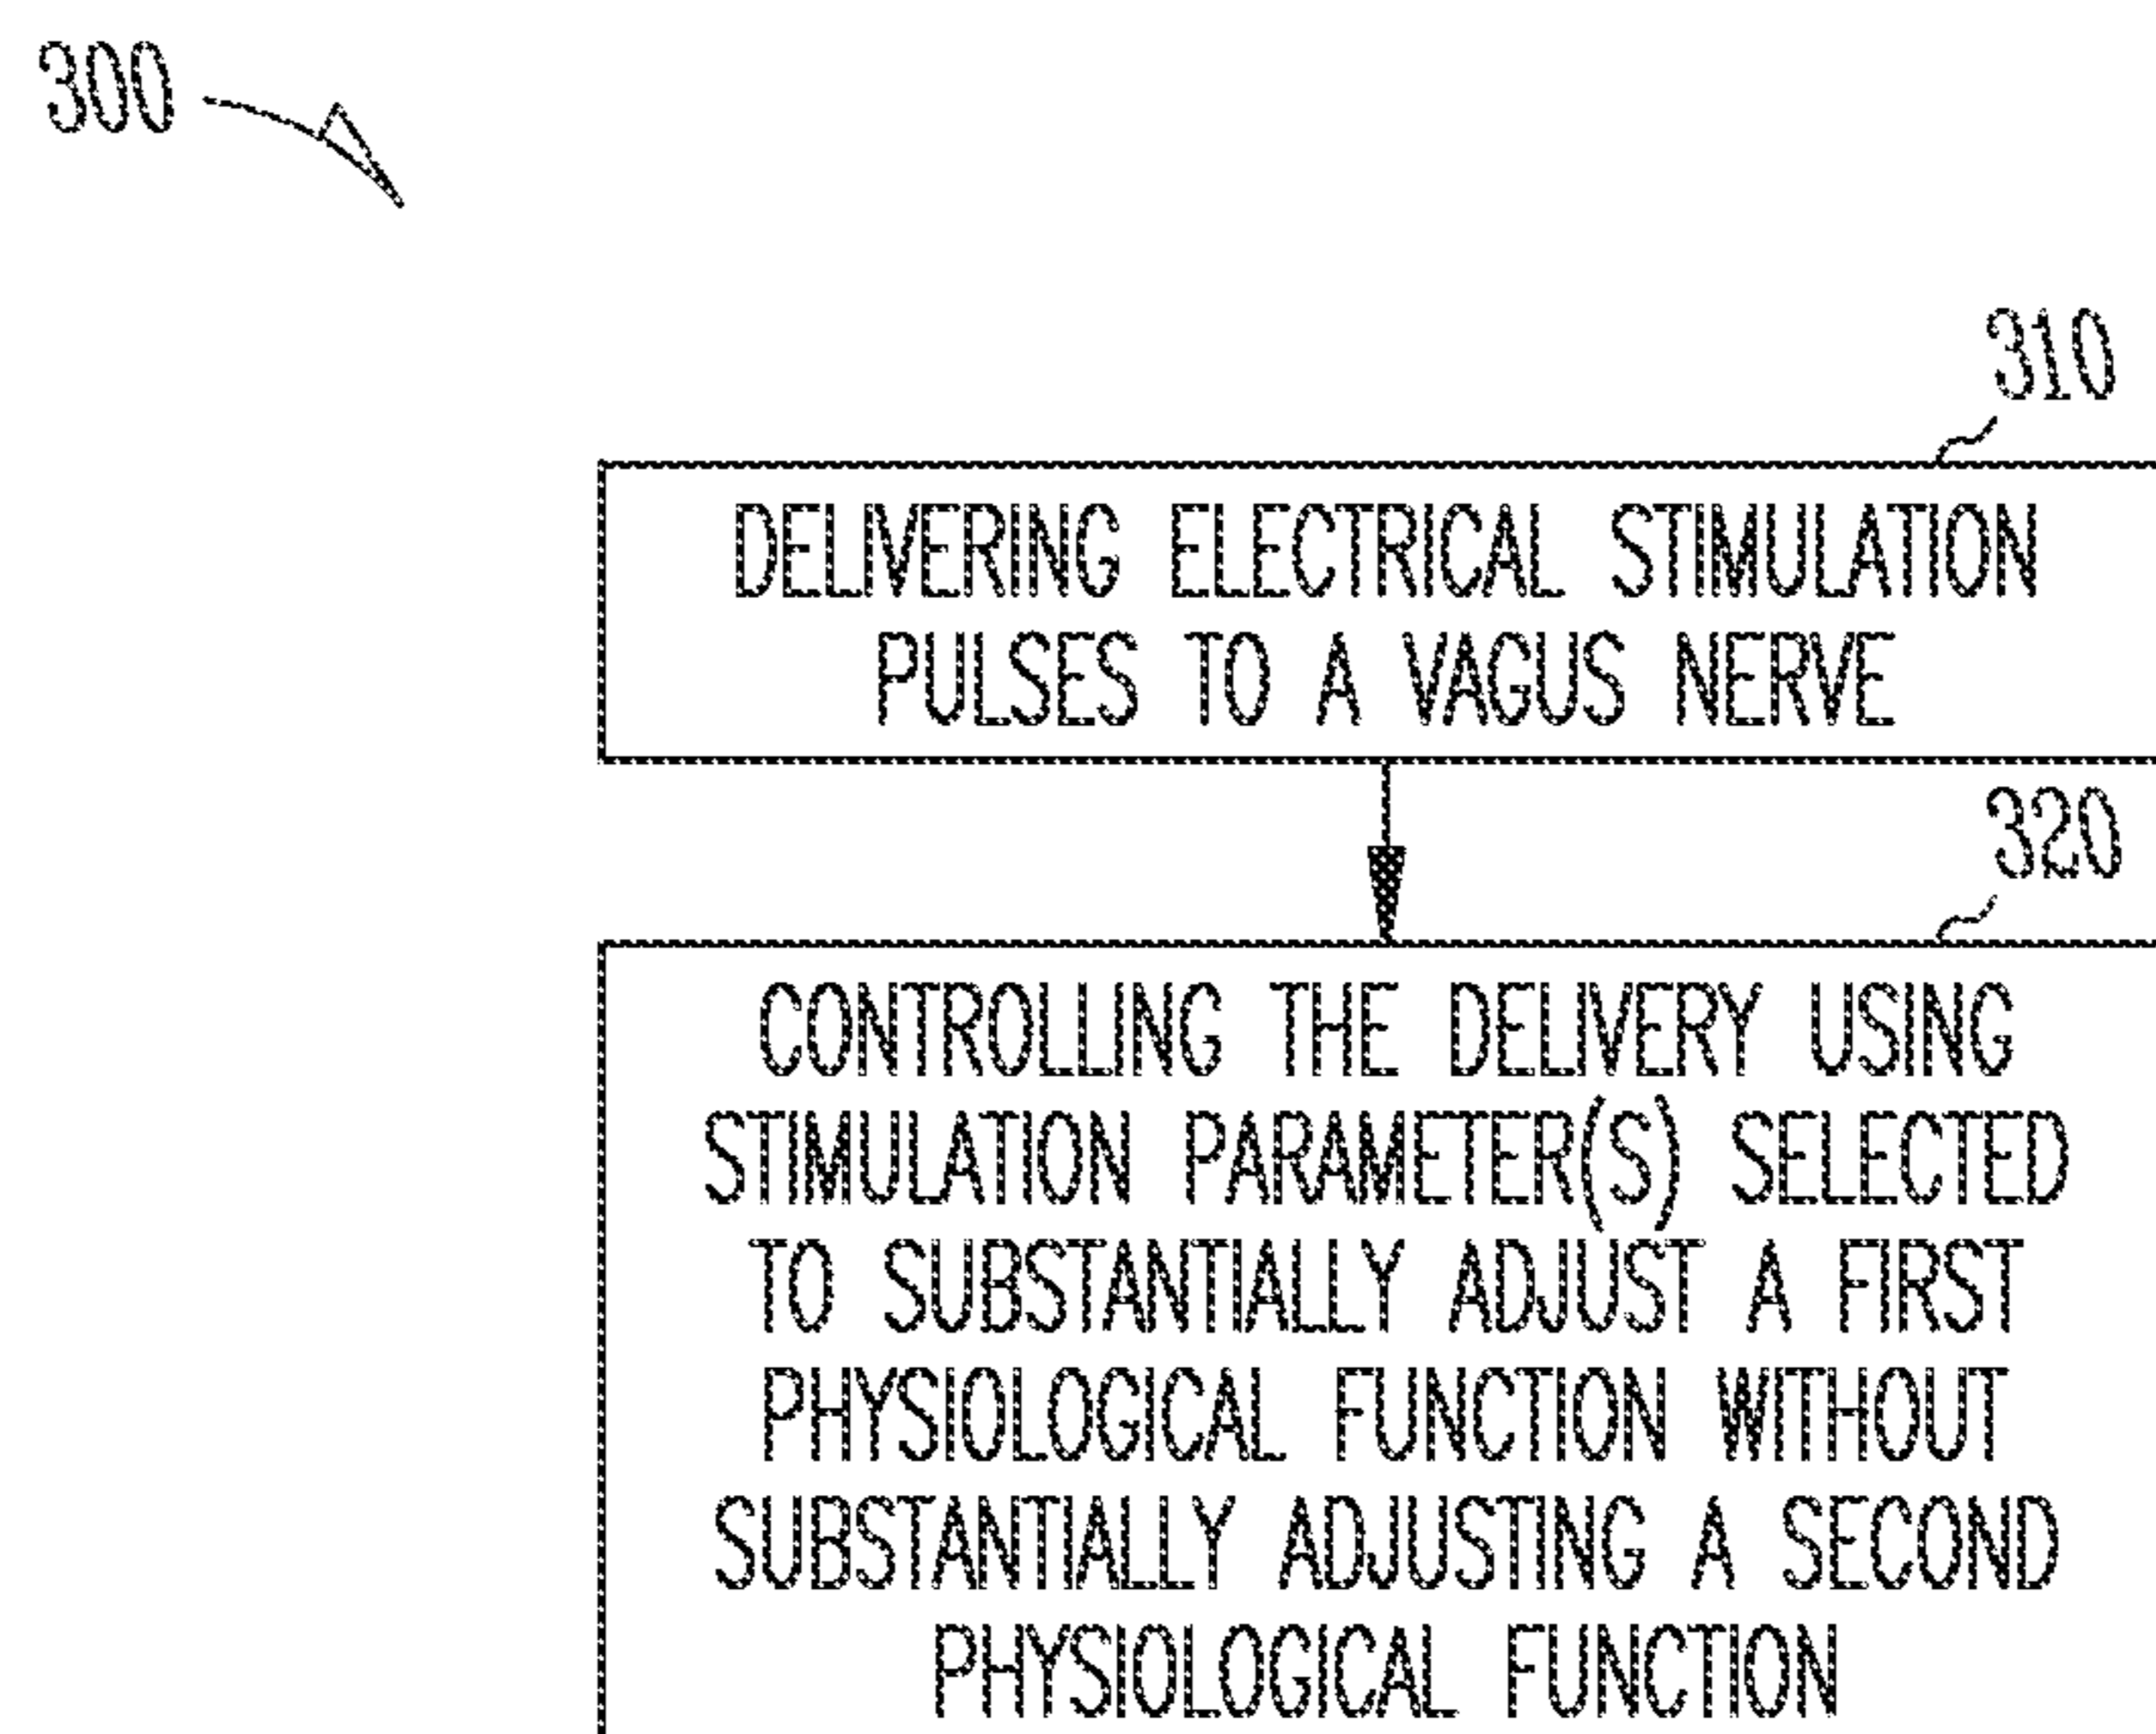 300
310
DELIVERING ELECTRICAL STIMULATION
PULSES TO A VAGUS NERVE
320
CONTROLLING THE DELIVERY USING
STIMULATION PARAMETER(S) SELECTED
TO SUBSTANTIALLY ADJUST A FIRST
PHYSIOLOGICAL FUNCTION WITHOUT
SUBSTANTIALLY ADJUSTING A SECOND
PHYSIOLOGICAL FUNCTION